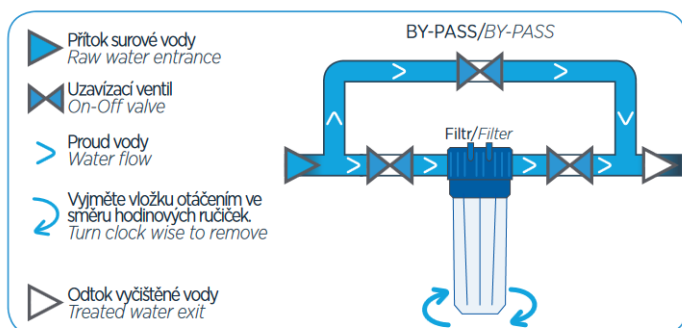 Přítok surové vody
Raw water entrance
Uzavízací ventil
On-Off valve
Proud vody
Water flow
Vyjměte vložku otáčením ve
směru hodinových ručiček.
Turn clock wise to remove
Odtok vyčištěné vody
Treated water exit
BY-PASS/BY-PASS
Filtr/Filter